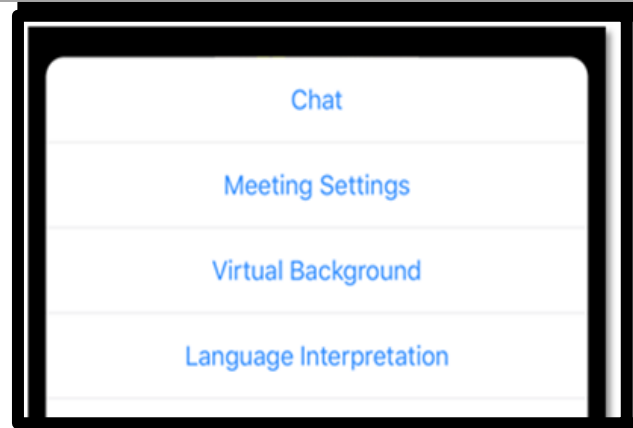 Chat
Meeting Settings
Virtual Background
Language Interpretation